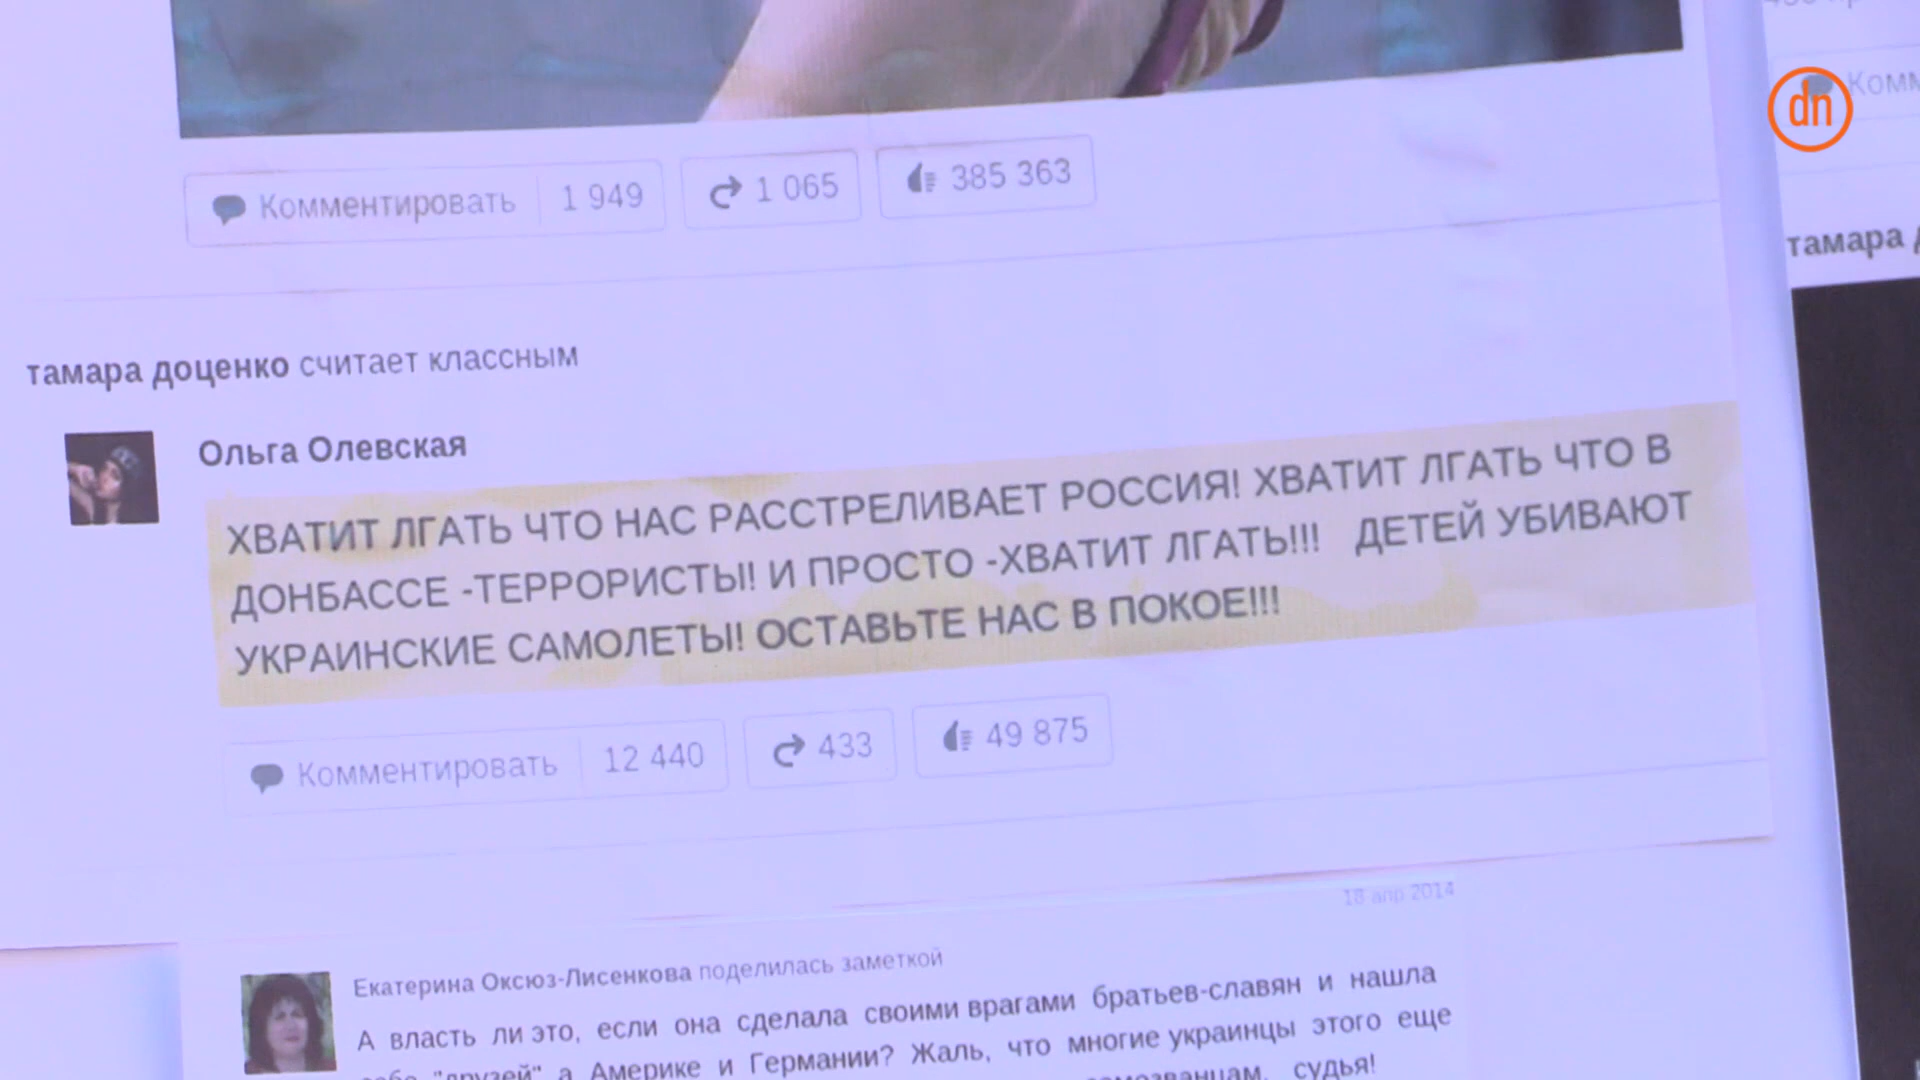 Комментировать 1 949 1 065 385 363
dn
тамара
тамара доценко считает классным
Ольга Олевская
ХВАТИТ ЛГАТЬ ЧТО НАС РАССТРЕЛИВАЕТ РОССИЯ! ХВАТИТ ЛГАТЬ ЧТО В
ДОНБАССЕ -ТЕРРОРИСТЫ! И ПРОСТО -ХВАТИТ ЛГАТЬ!!! ДЕТЕЙ УБИВАЮТ
УКРАИНСКИЕ САМОЛЕТЫ! ОСТАВЬТЕ НАС В ПОКОЕ!!!
Комментировать 12 440 433 49 875
18 апр 2014
Екатерина Оксюз-Лисенкова поделилась заметкой
А власть ли это, если она сделала своими врагами братьев-славян и нашла
"друзей" а Америке и Германии? Жаль, что многие украинцы этого еще
судья!